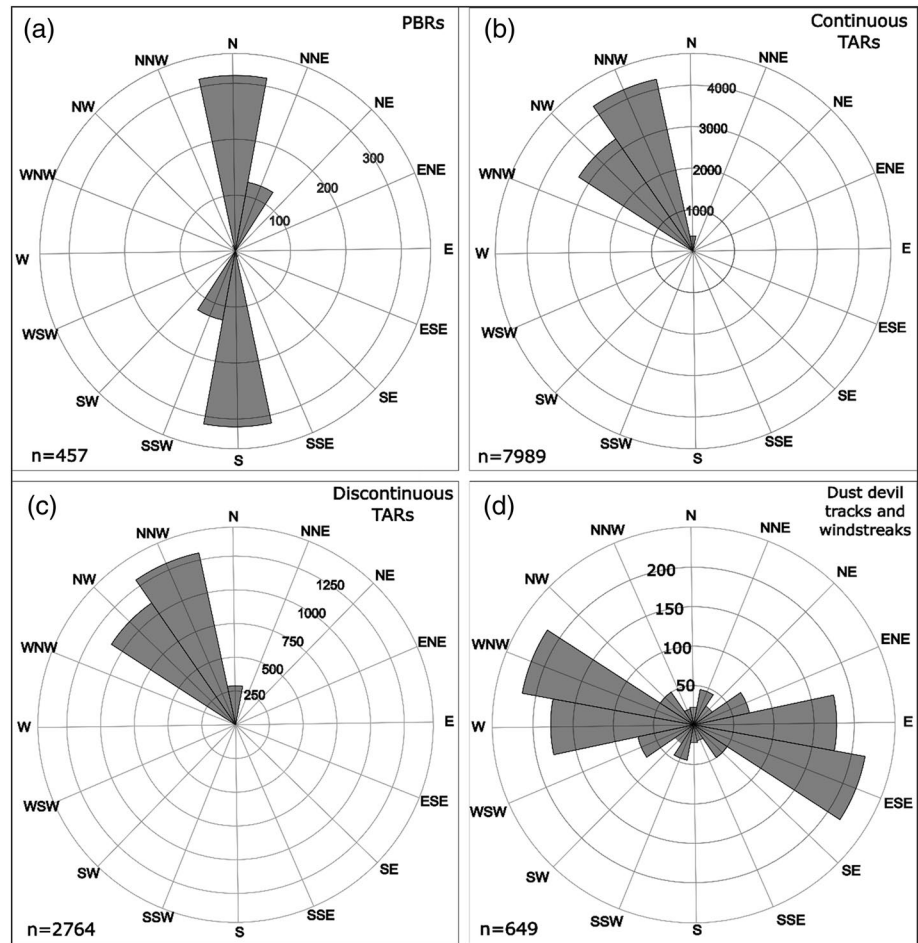 (a)
PBRs
N
NNE
NE
ENE
E
ESE
SE
SSE
S
SSW
SW
WSW
W
WNW
NW
NNW
100
200
300
n=457
(b)
Continuous
TARs
N
NNE
NE
ENE
E
ESE
SE
SSE
S
SSW
SW
WSW
W
WNW
NW
NNW
1000
2000
3000
4000
n=7989
(c)
Discontinuous
TARs
N
NNE
NE
ENE
E
ESE
SE
SSE
S
SSW
SW
WSW
W
WNW
NW
NNW
250
500
750
1000
1250
n=2764
(d)
Dust devil
tracks and
windstreaks
N
NNE
NE
ENE
E
ESE
SE
SSE
S
SSW
SW
WSW
W
WNW
NW
NNW
50
100
150
200
n=649